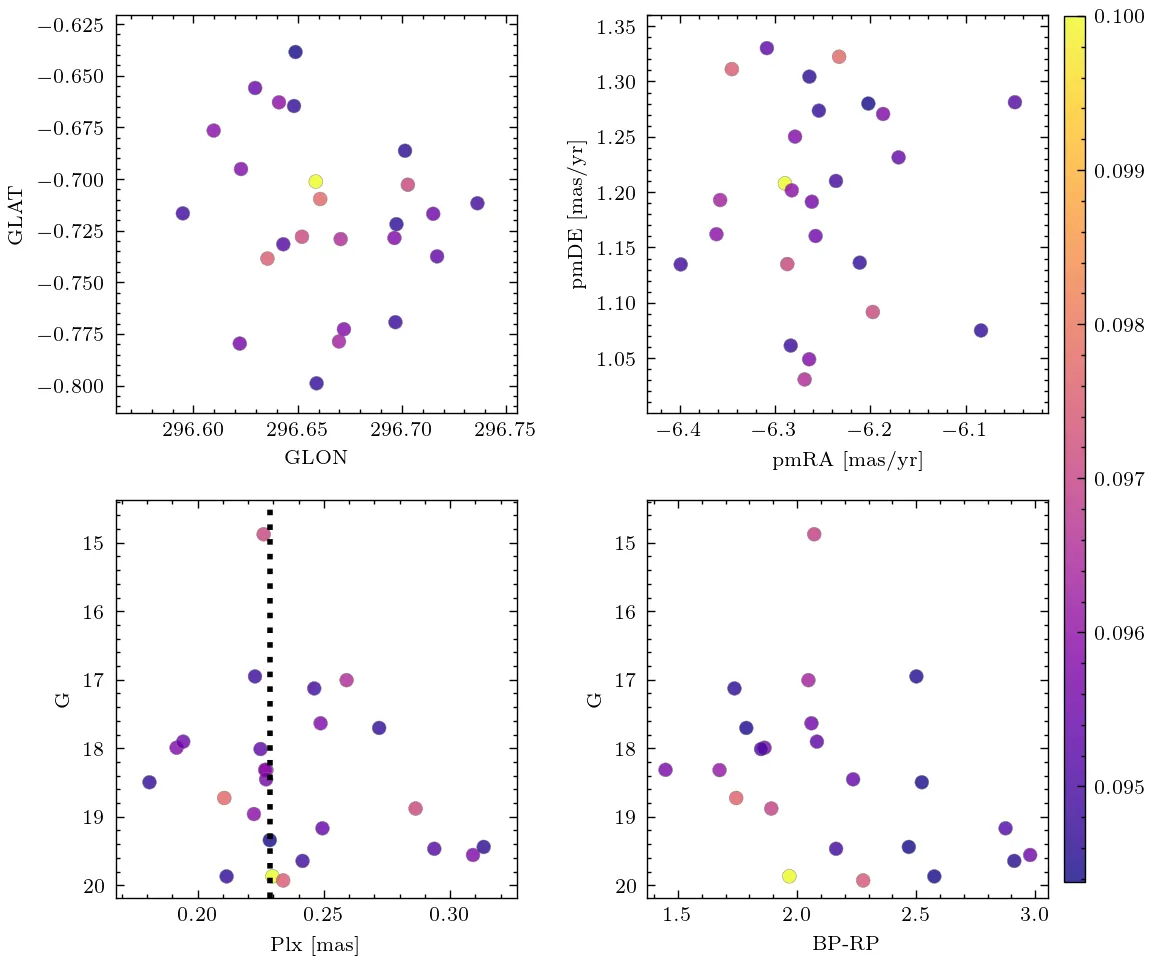 −0.625
−0.650
−0.675
−0.700
−0.725
−0.750
−0.775
−0.800
GLAT
296.60 296.65 296.70 296.75
GLON
1.35
1.30
1.25
1.20
1.15
1.10
1.05
pmDE [mas/yr]
−6.4 −6.3 −6.2 −6.1
pmRA [mas/yr]
15
16
17
18
19
20
G
0.20 0.25 0.30
Plx [mas]
15
16
17
18
19
20
G
1.5 2.0 2.5 3.0
BP-RP
0.100
0.099
0.098
0.097
0.096
0.095